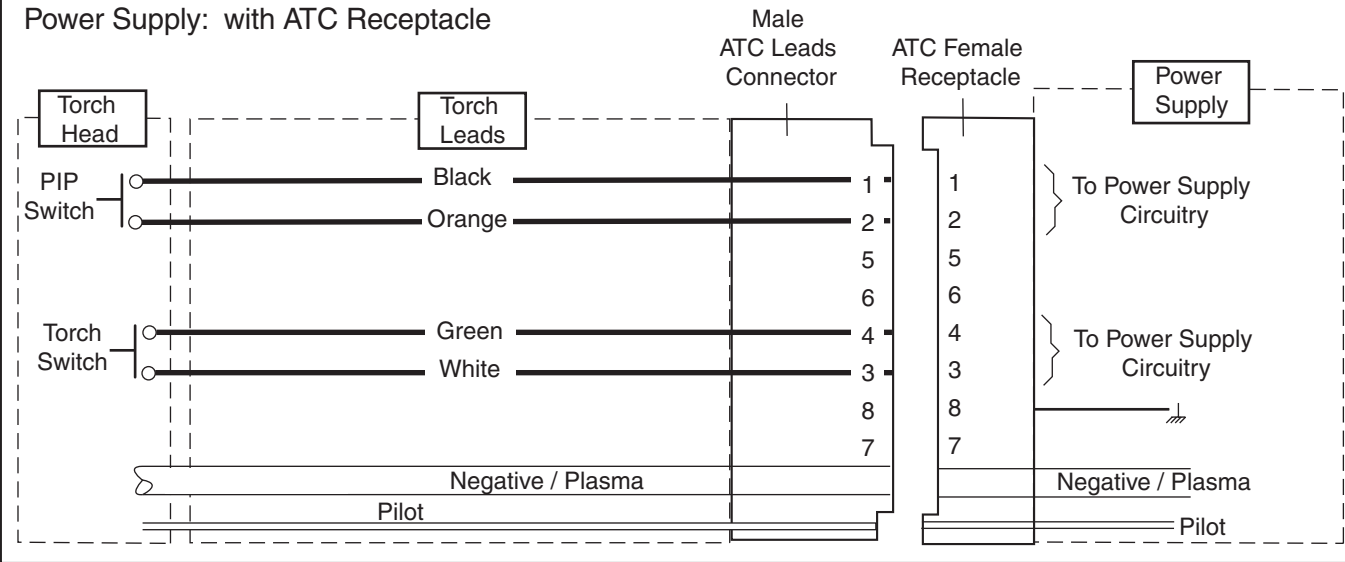 Power Supply: with ATC Receptacle
Male
ATC Leads
Connector
ATC Female
Receptacle
Power
Supply
Torch
Head
Torch
Leads
PIP
Switch
Black
1
1
To Power Supply
Circuitry
Orange
2
2
5
5
6
6
Torch
Switch
Green
4
4
To Power Supply
Circuitry
White
3
3
8
8
7
7
Negative / Plasma
Negative / Plasma
Pilot
Pilot